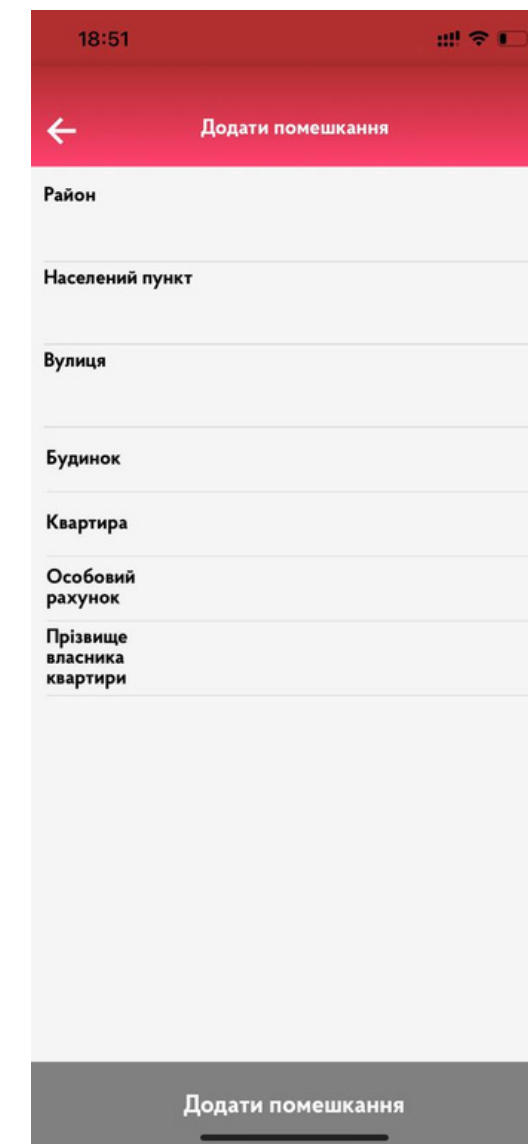 18:51
Додати помешкання
Район
Населений пункт
Вулиця
Будинок
Квартира
Особовий
рахунок
Прізвище
власника
квартири
Додати помешкання